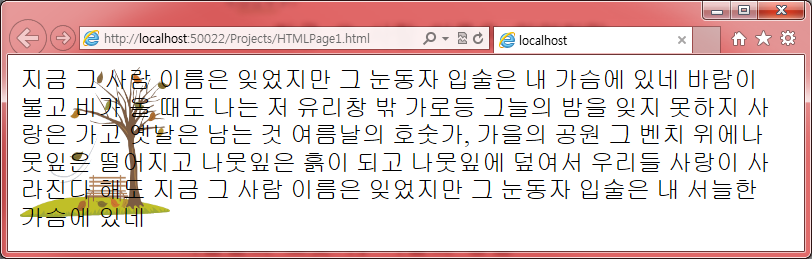 http://localhost:50022/Projects/HTMLPage1.html
localhost
지금 그 사람 이름은 잊었지만 그 눈동자 입술은 내 가슴에 있네 바람이
불고 비가 올 때도 나는 저 유리창 밖 가로등 그늘의 밤을 잊지 못하지 사
랑은 가고 옛날은 남는 것 여름날의 호숫가, 가을의 공원 그 벤치 위에나
뭇잎은 떨어지고 나뭇잎은 흙이 되고 나뭇잎에 덮여서 우리들 사랑이 사
라진다 해도 지금 그 사람 이름은 잊었지만 그 눈동자 입술은 내 서늘한
가슴에 있네